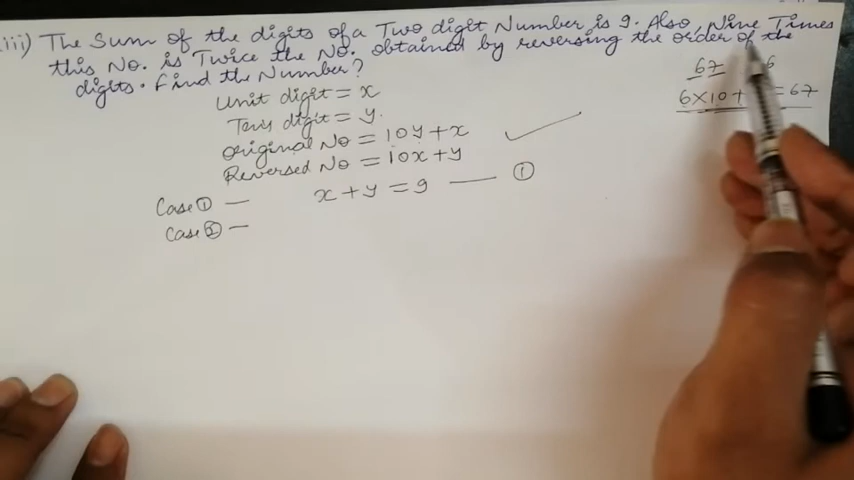 iii) The Sum of the digits of a Two digit Number is 9. Also, Nine Times
this No. is Twice the No. obtained by reversing the order of the
digits. Find the Number?
67 6
6×10+ =67
Unit digit = x
Tens digit = y.
Original No = 10y+x
Reversed No = 10x+y
Case ① — x+y=9 — ①
Case ② —